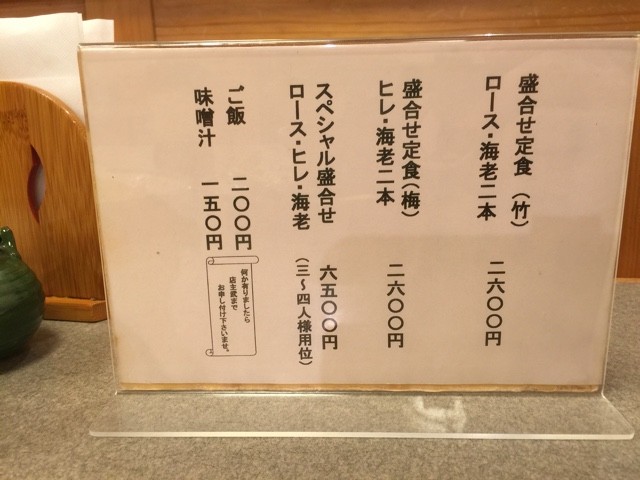 盛合せ定食（竹）
ロース・海老二本
二六〇〇円
盛合せ定食（梅）
ヒレ・海老二本
二六〇〇円
スペシャル盛合せ
ロース・ヒレ・海老
六五〇〇円
（三～四人様用位）
ご飯
二〇〇円
味噌汁
一五〇円
何か有りましたら
店主武まで
お申し付け下さいませ。